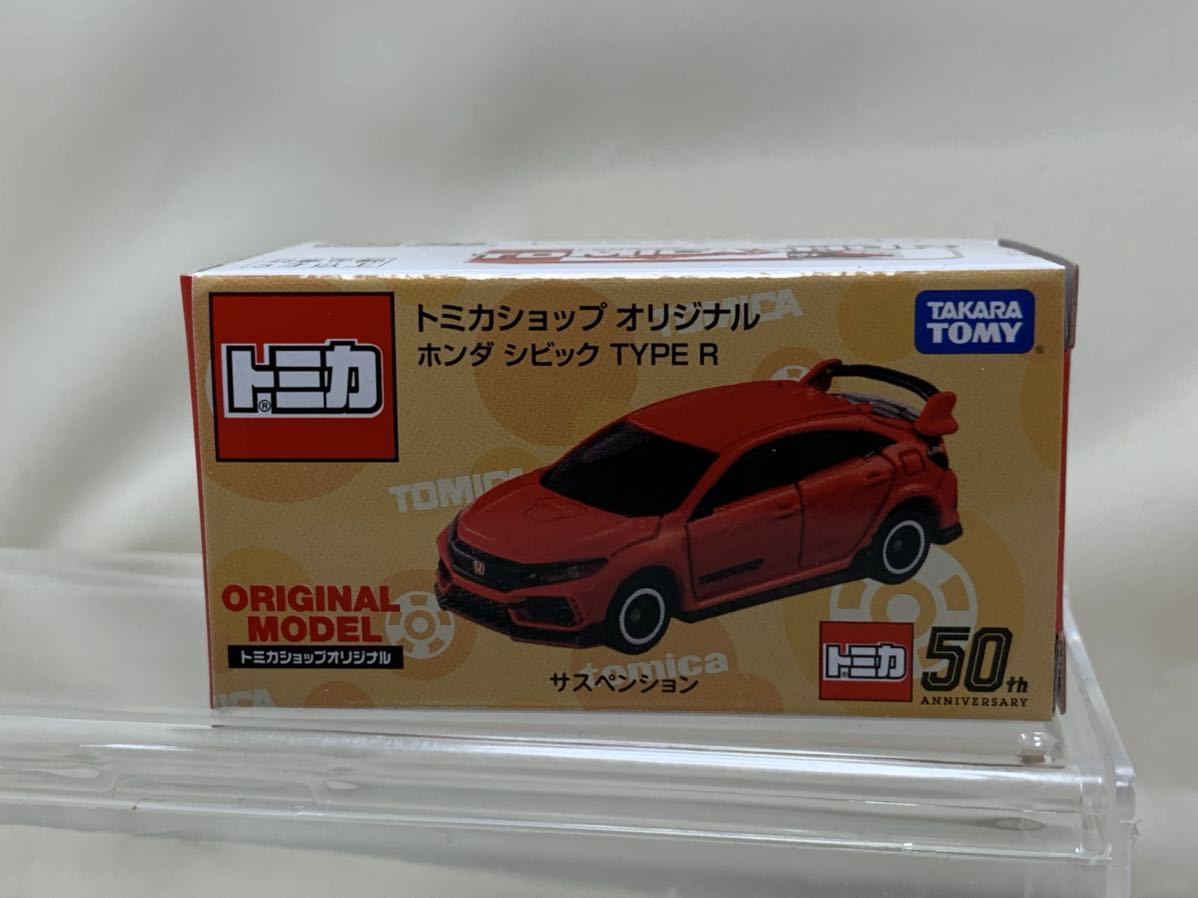 トミカ
®
トミカショップ オリジナル
ホンダ シビック TYPE R
TAKARA
TOMY
®
TOMICA
TOMICA
ORIGINAL
MODEL
トミカショップオリジナル
TOMICA
tomica
サスペンション
トミカ
®
50th
ANNIVERSARY